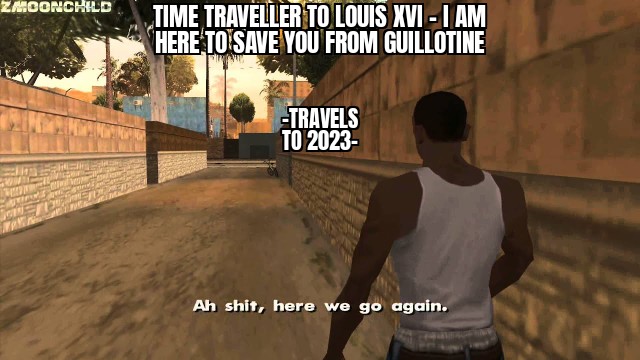 ZMOONCHILD
TIME TRAVELLER TO LOUIS XVI - I AM
HERE TO SAVE YOU FROM GUILLOTINE
-TRAVELS
TO 2023-
Ah shit, here we go again.